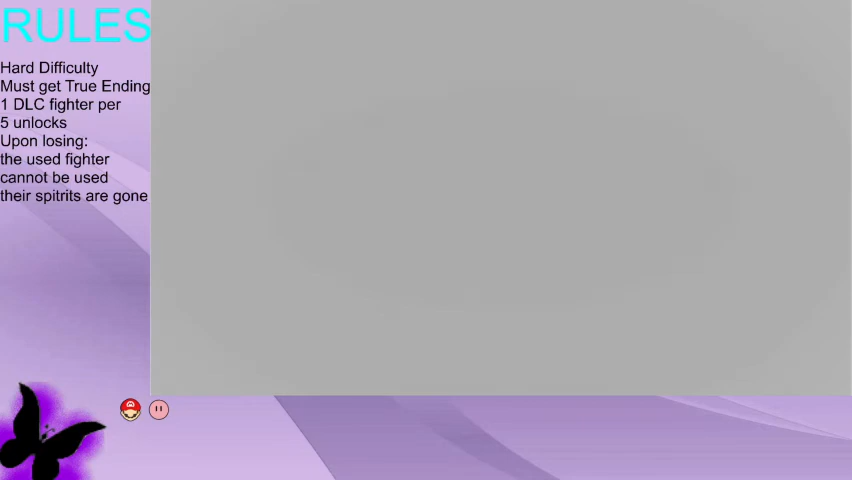 RULES
Hard Difficulty
Must get True Ending
1 DLC fighter per
5 unlocks
Upon losing:
the used fighter
cannot be used
their spitrits are gone